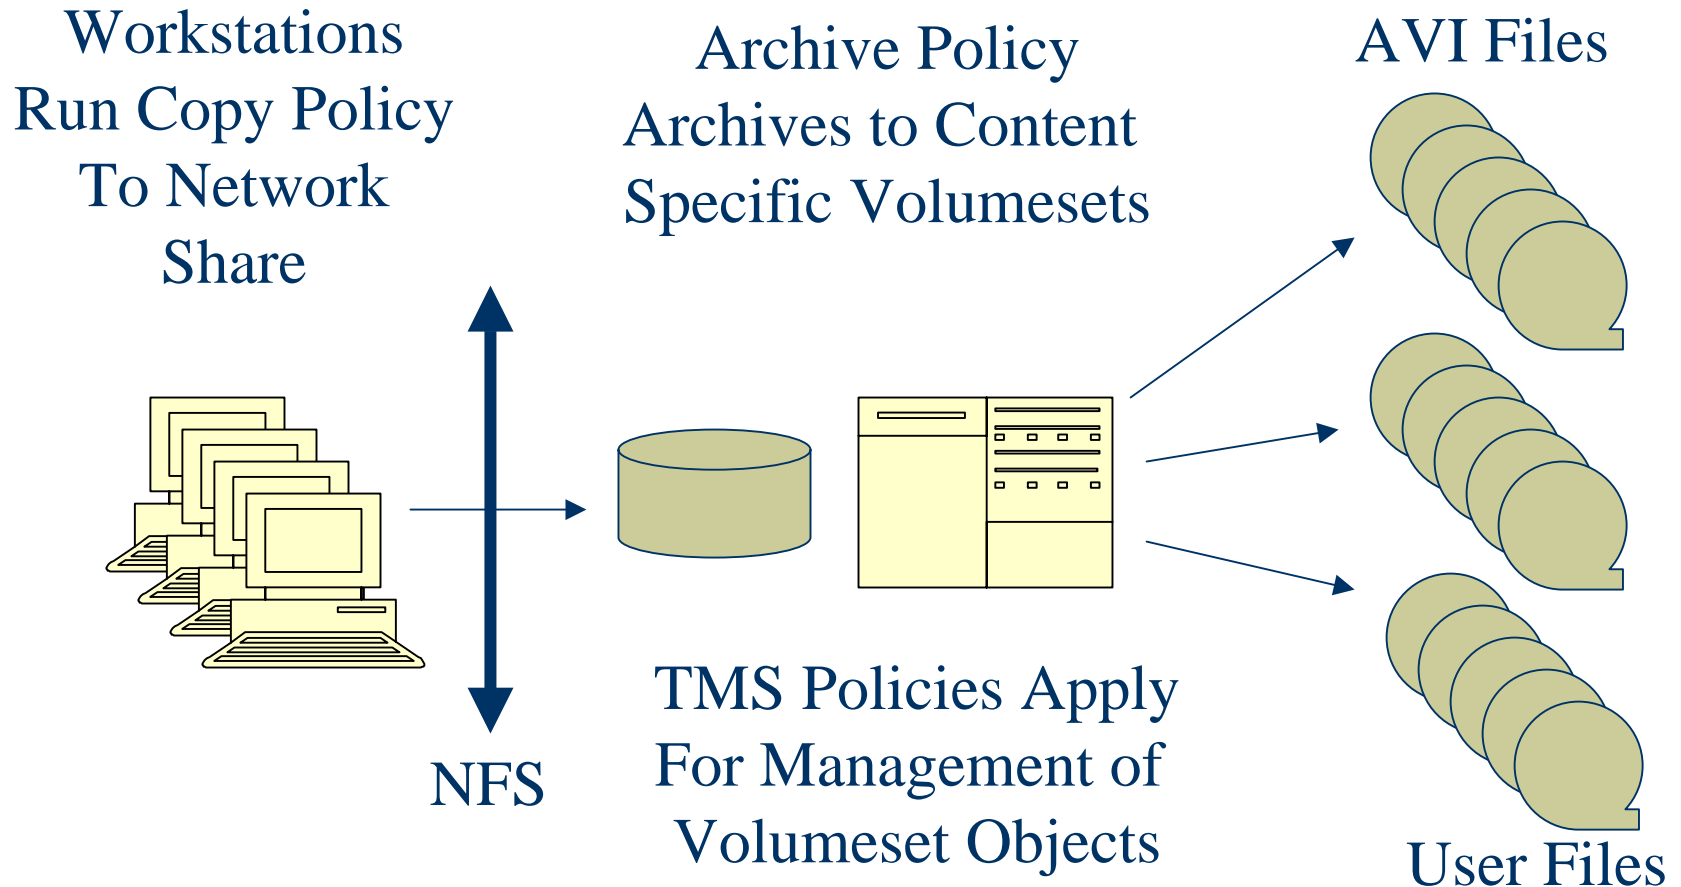 Workstations
Run Copy Policy
To Network
Share
Archive Policy
Archives to Content
Specific Volumesets
AVI Files
NFS
TMS Policies Apply
For Management of
Volumeset Objects
User Files